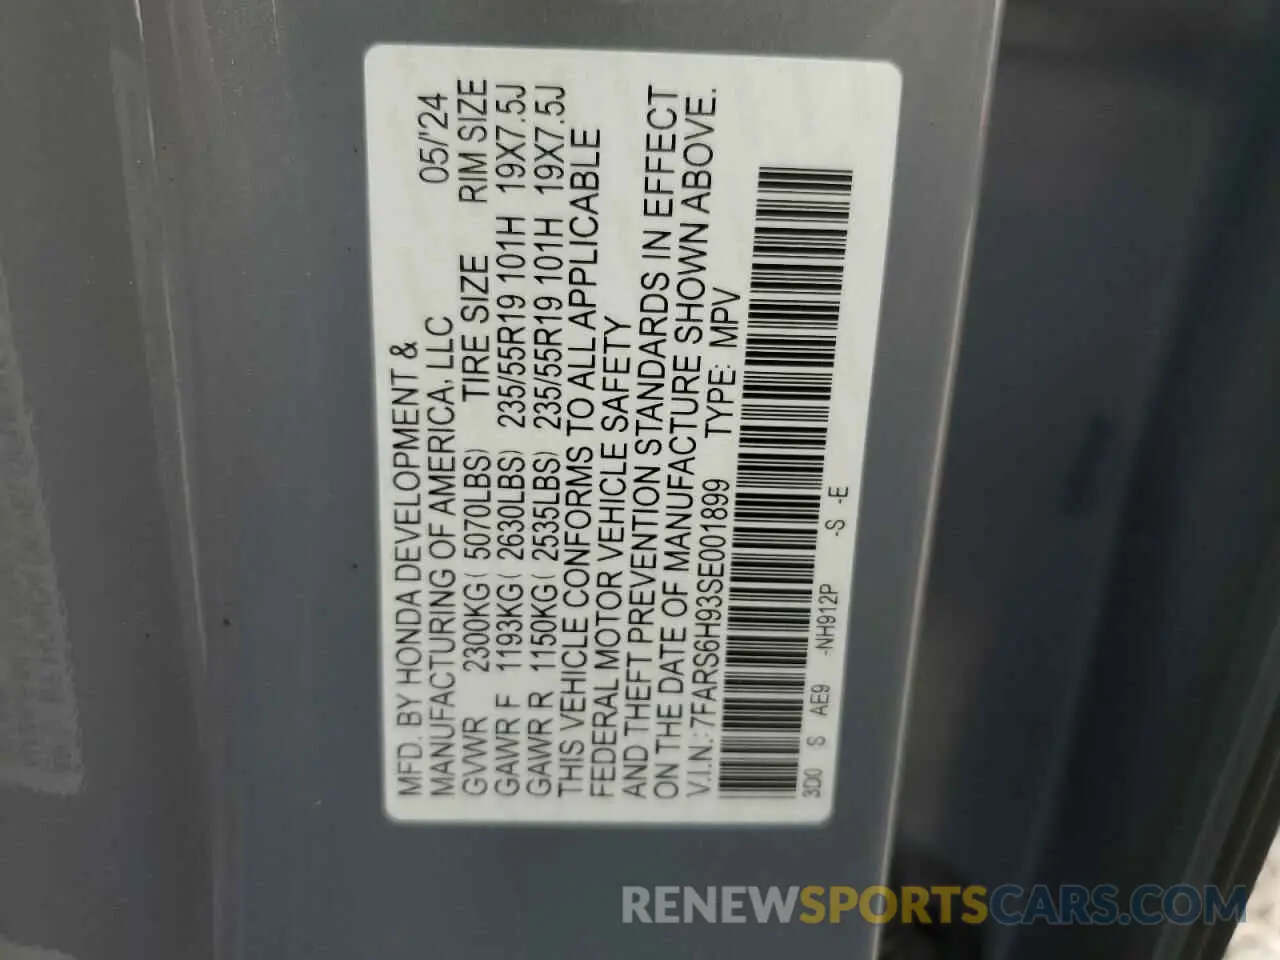 MFD. BY HONDA DEVELOPMENT &
MANUFACTURING OF AMERICA, LLC 05/'24
GVWR 2300KG ( 5070LBS) TIRE SIZE RIM SIZE
GAWR F 1193KG ( 2630LBS) 235/55R19 101H 19X7.5J
GAWR R 1150KG ( 2535LBS) 235/55R19 101H 19X7.5J
THIS VEHICLE CONFORMS TO ALL APPLICABLE
FEDERAL MOTOR VEHICLE SAFETY
AND THEFT PREVENTION STANDARDS IN EFFECT
ON THE DATE OF MANUFACTURE SHOWN ABOVE.
V.I.N.: 7FARS6H93SE001899 TYPE: MPV
3D0 S AE9 -NH912P -S -E
RENEWSPORTSCARS.COM